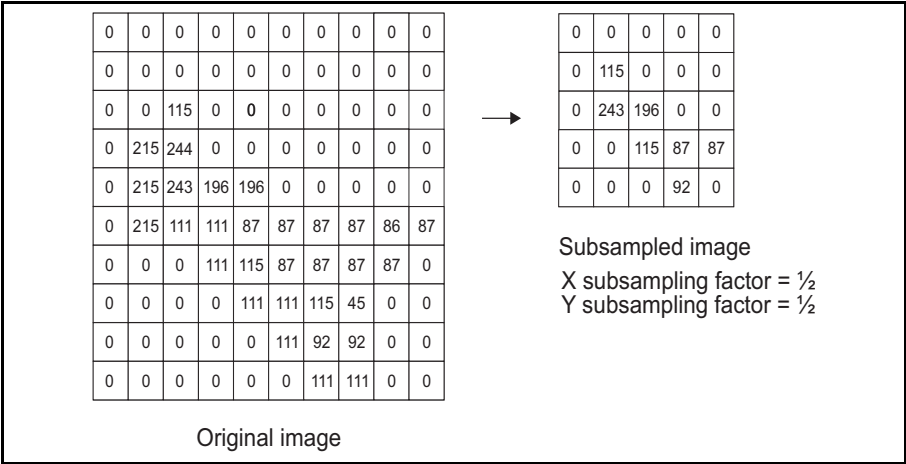 0 0 0 0 0 0 0 0 0 0
0 0 0 0 0 0 0 0 0 0
0 0 115 0 0 0 0 0 0 0
0 215 244 0 0 0 0 0 0 0
0 215 243 196 196 0 0 0 0 0
0 215 111 111 87 87 87 87 86 87
0 0 0 111 115 87 87 87 87 0
0 0 0 0 111 111 115 45 0 0
0 0 0 0 0 111 92 92 0 0
0 0 0 0 0 0 111 111 0 0
Original image
→
0 0 0 0 0
0 115 0 0 0
0 243 196 0 0
0 0 115 87 87
0 0 0 92 0
Subsampled image
X subsampling factor = ½
Y subsampling factor = ½